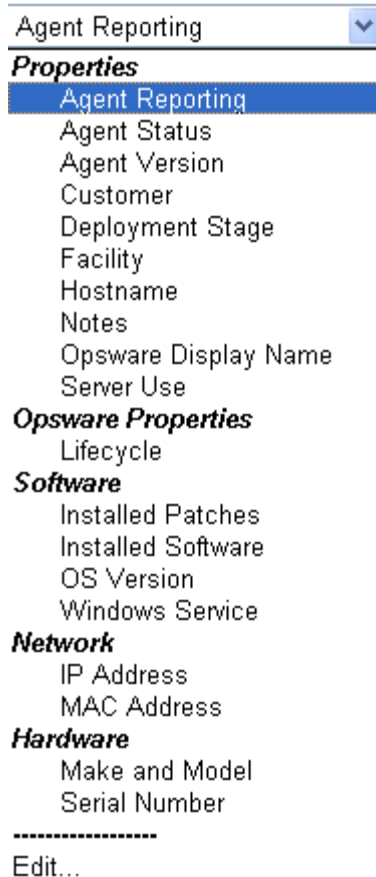 Agent Reporting
Properties
Agent Reporting
Agent Status
Agent Version
Customer
Deployment Stage
Facility
Hostname
Notes
Opsware Display Name
Server Use
Opsware Properties
Lifecycle
Software
Installed Patches
Installed Software
OS Version
Windows Service
Network
IP Address
MAC Address
Hardware
Make and Model
Serial Number
------------------
Edit...